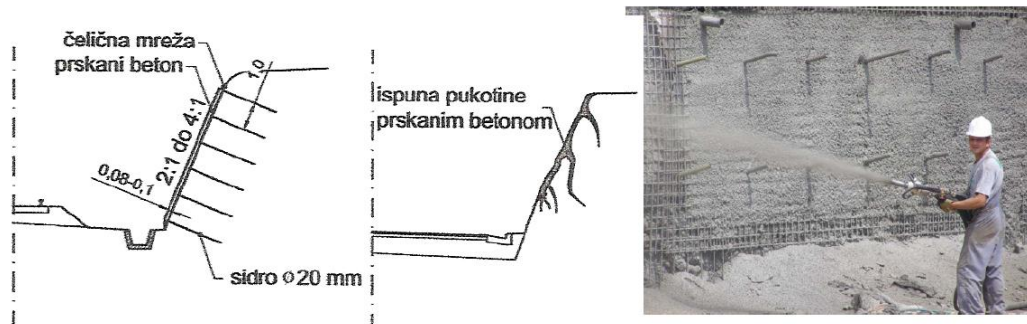 čelična mreža
prskani beton
1,0
2:1 do 4:1
0,08-0,1
sidro ø 20 mm
ispuna pukotine
prskanim betonom